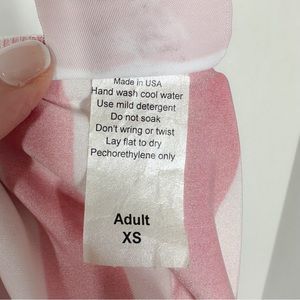 Made in USA
Hand wash cool water
Use mild detergent
Do not soak
Don't wring or twist
Lay flat to dry
Pechorethylene only
Adult
XS